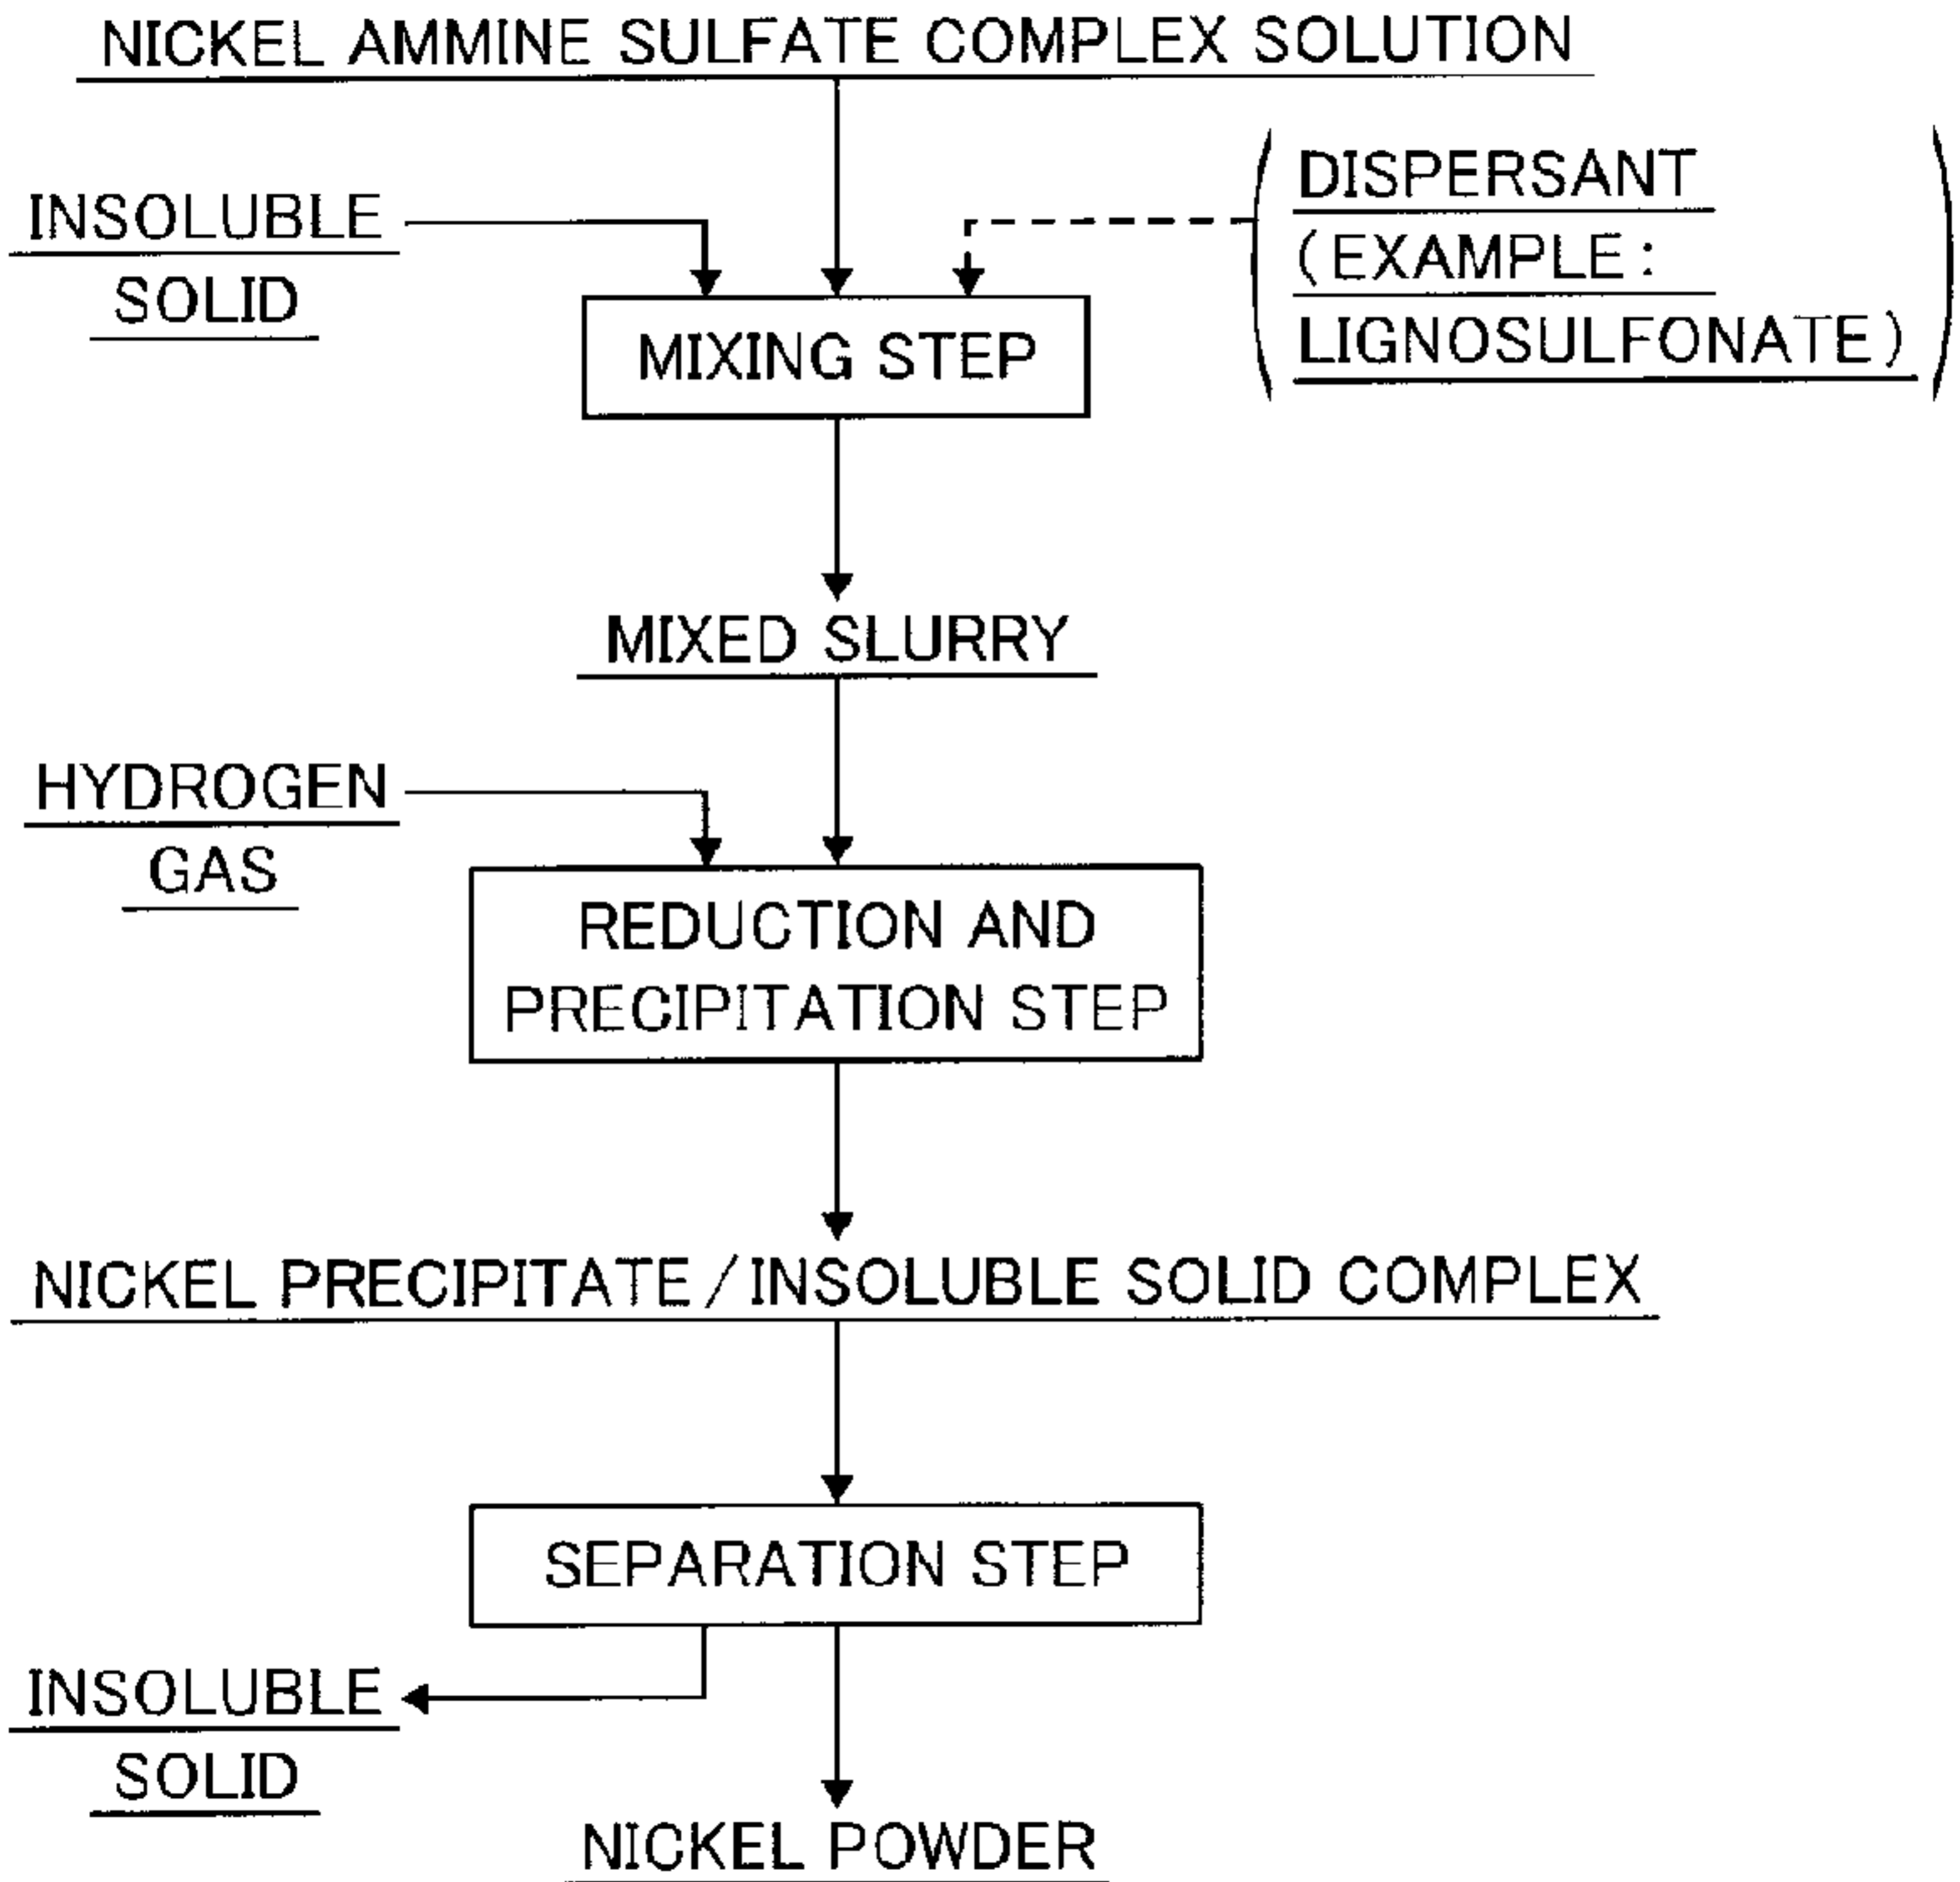 NICKEL AMMINE SULFATE COMPLEX SOLUTION
INSOLUBLE
SOLID
DISPERSANT
(EXAMPLE:
LIGNOSULFONATE)
MIXING STEP
MIXED SLURRY
HYDROGEN
GAS
REDUCTION AND
PRECIPITATION STEP
NICKEL PRECIPITATE/INSOLUBLE SOLID COMPLEX
SEPARATION STEP
INSOLUBLE
SOLID
NICKEL POWDER